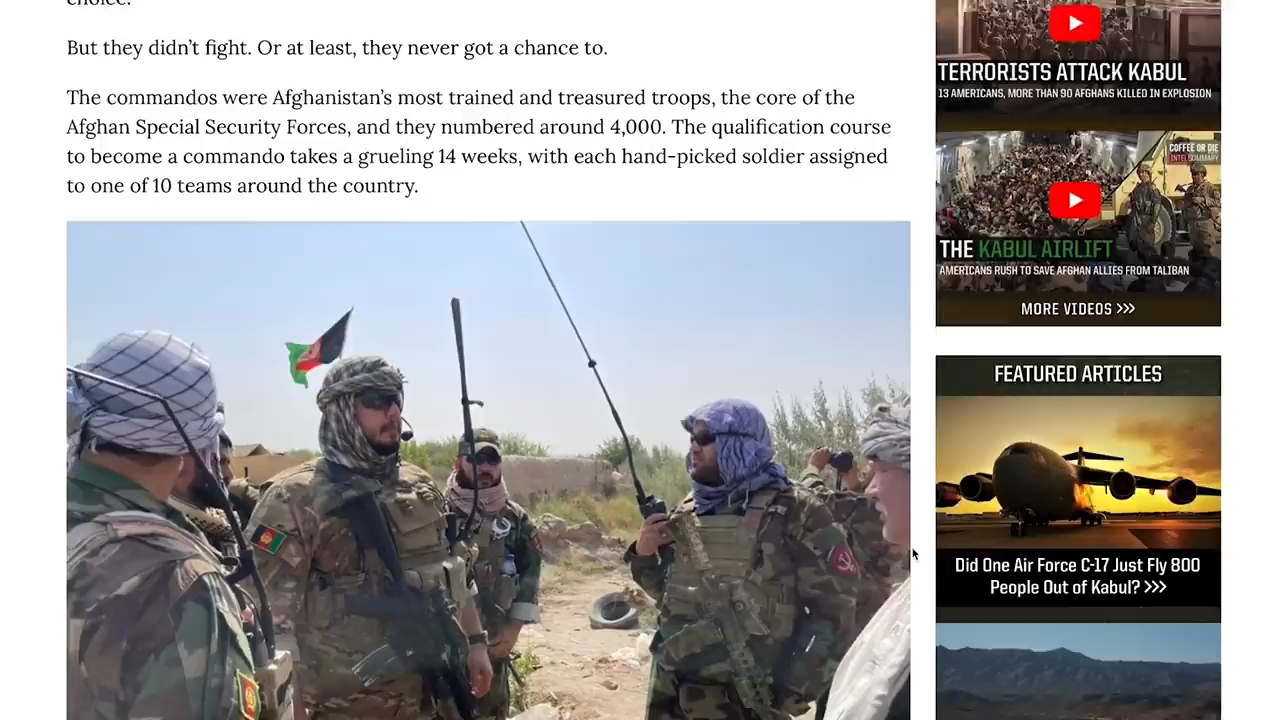 choice.
But they didn’t fight. Or at least, they never got a chance to.
The commandos were Afghanistan’s most trained and treasured troops, the core of the
Afghan Special Security Forces, and they numbered around 4,000. The qualification course
to become a commando takes a grueling 14 weeks, with each hand-picked soldier assigned
to one of 10 teams around the country.
TERRORISTS ATTACK KABUL
13 AMERICANS, MORE THAN 90 AFGHANS KILLED IN EXPLOSION
COFFEE OR DIE
INTELSUMMARY
THE KABUL AIRLIFT
AMERICANS RUSH TO SAVE AFGHAN ALLIES FROM TALIBAN
MORE VIDEOS >>>
FEATURED ARTICLES
Did One Air Force C-17 Just Fly 800
People Out of Kabul? >>>